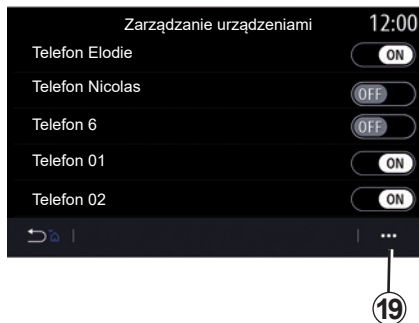 Zarządzanie urządzeniami 12:00
Telefon Elodie ON
Telefon Nicolas OFF
Telefon 6 OFF
Telefon 01 ON
Telefon 02 ON
19